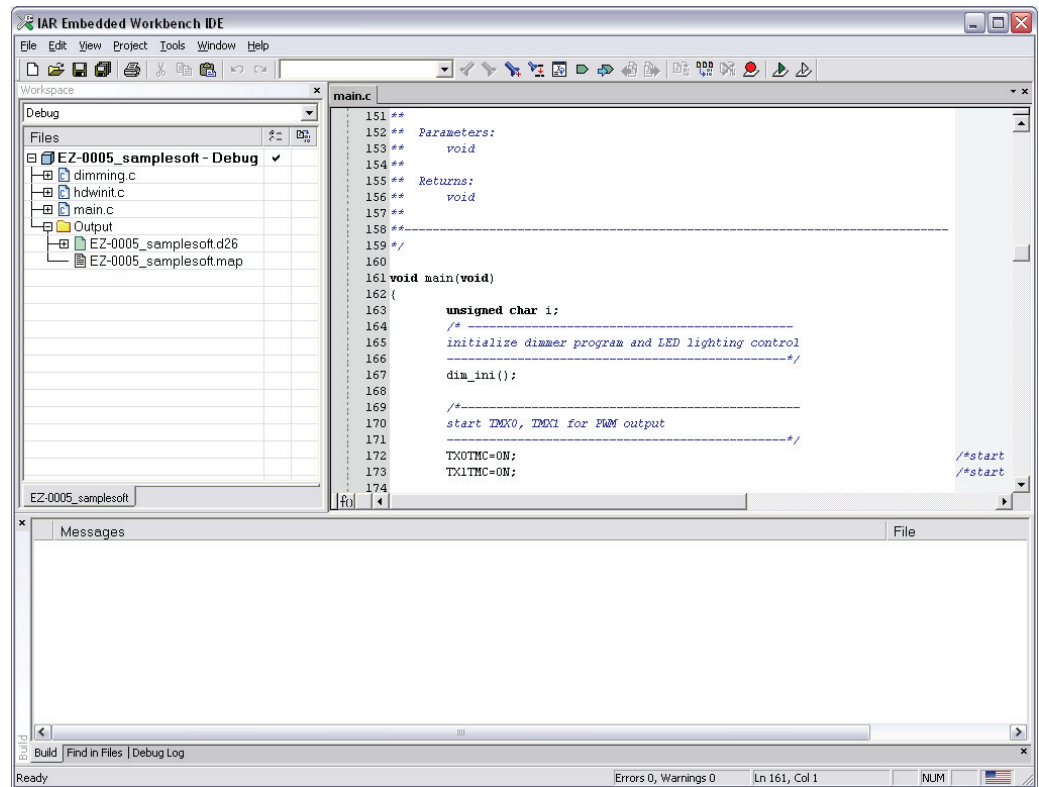 IAR Embedded Workbench IDE
File Edit View Project Tools Window Help
Workspace
Debug
Files
EZ-0005_samplesoft - Debug
dimming.c
hdwinit.c
main.c
Output
EZ-0005_samplesoft.d26
EZ-0005_samplesoft.map
EZ-0005_samplesoft
main.c
151 **
152 ** Parameters:
153 ** void
154 **
155 ** Returns:
156 ** void
157 **
158 **-----------------------------------------------------------------------------
159 */
160
161 void main(void)
162 {
163 unsigned char i;
164 /* ----------------------------------------------
165 initialize dimmer program and LED lighting control
166 ------------------------------------------------*/
167 dim_ini();
168
169 /*------------------------------------------------
170 start TMX0, TMX1 for PWM output
171 ------------------------------------------------*/
172 TX0TMC=ON; /*start
173 TX1TMC=ON; /*start
174
f()
Messages File
Build
Build Find in Files Debug Log
Ready Errors 0, Warnings 0 Ln 161, Col 1 NUM